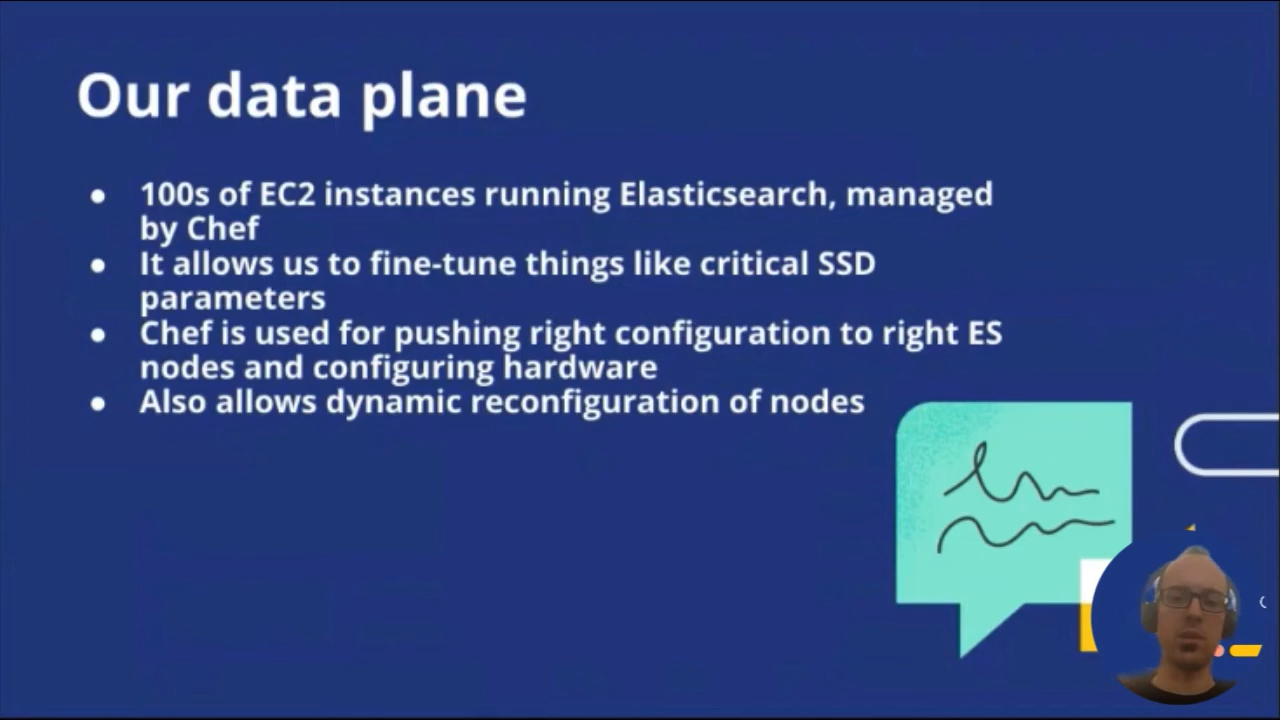 Our data plane
● 100s of EC2 instances running Elasticsearch, managed
by Chef
● It allows us to fine-tune things like critical SSD
parameters
● Chef is used for pushing right configuration to right ES
nodes and configuring hardware
● Also allows dynamic reconfiguration of nodes